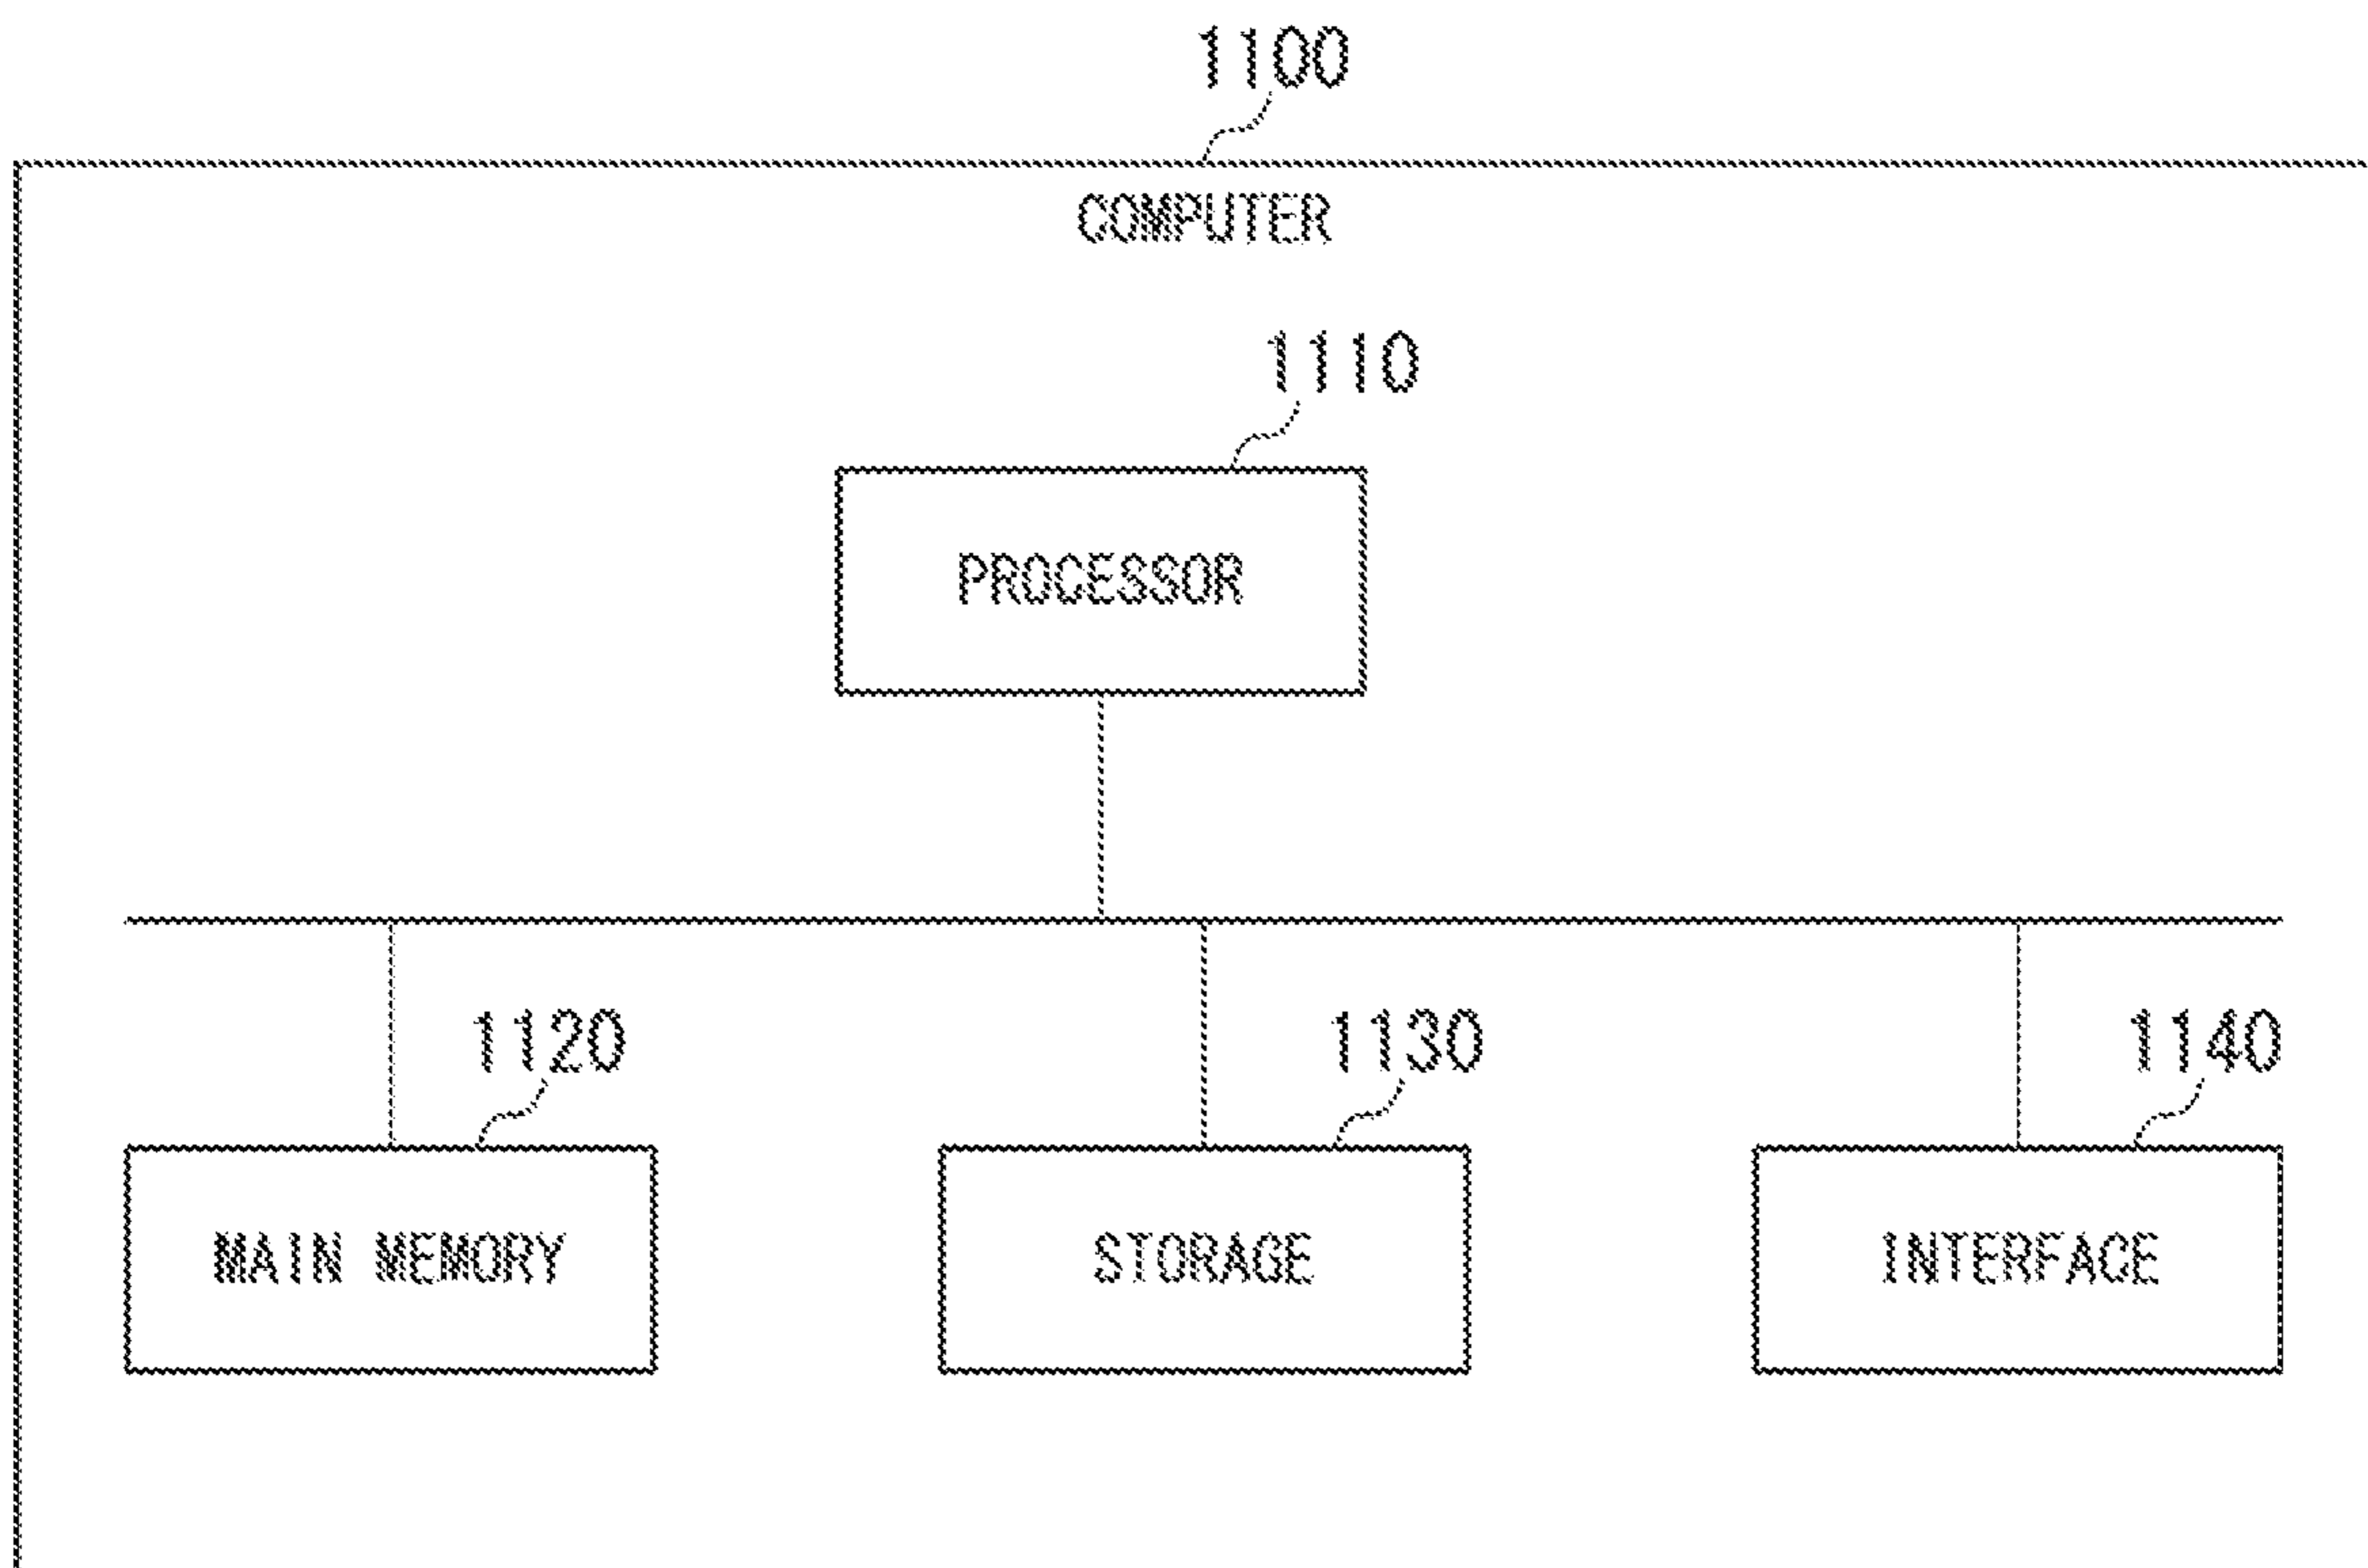 1100
COMPUTER
1110
PROCESSOR
1120
1130
1140
MAIN MEMORY
STORAGE
INTERFACE